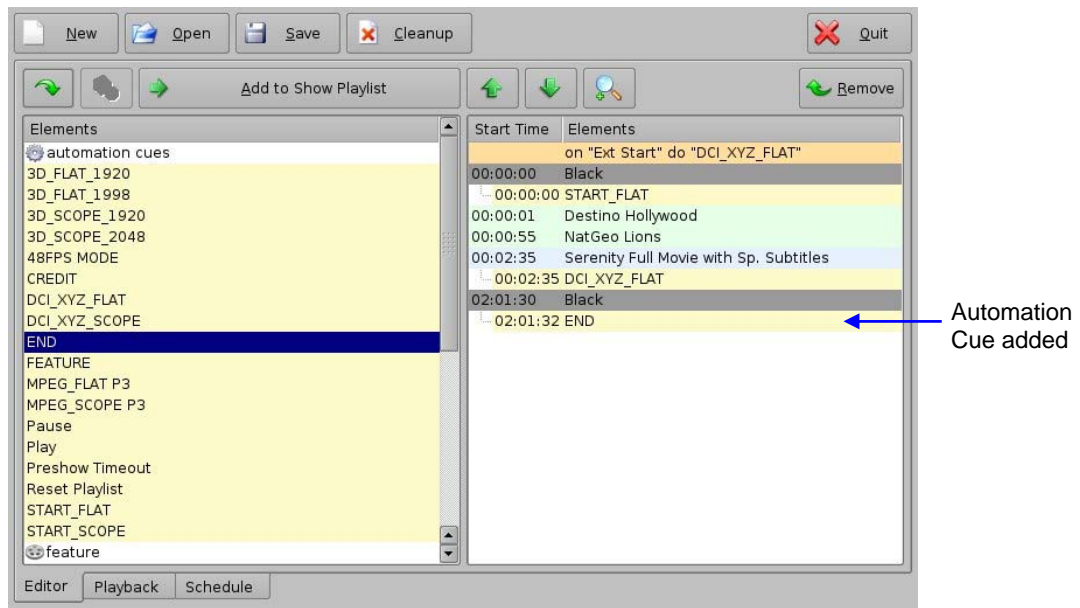 New Open Save Cleanup Quit
Add to Show Playlist Remove
Elements
automation cues
3D_FLAT_1920
3D_FLAT_1998
3D_SCOPE_1920
3D_SCOPE_2048
48FPS MODE
CREDIT
DCI_XYZ_FLAT
DCI_XYZ_SCOPE
END
FEATURE
MPEG_FLAT P3
MPEG_SCOPE P3
Pause
Play
Preshow Timeout
Reset Playlist
START_FLAT
START_SCOPE
feature
Start Time Elements
on "Ext Start" do "DCI_XYZ_FLAT"
00:00:00 Black
00:00:00 START_FLAT
00:00:01 Destino Hollywood
00:00:55 NatGeo Lions
00:02:35 Serenity Full Movie with Sp. Subtitles
00:02:35 DCI_XYZ_FLAT
02:01:30 Black
02:01:32 END
Automation
Cue added
Editor Playback Schedule